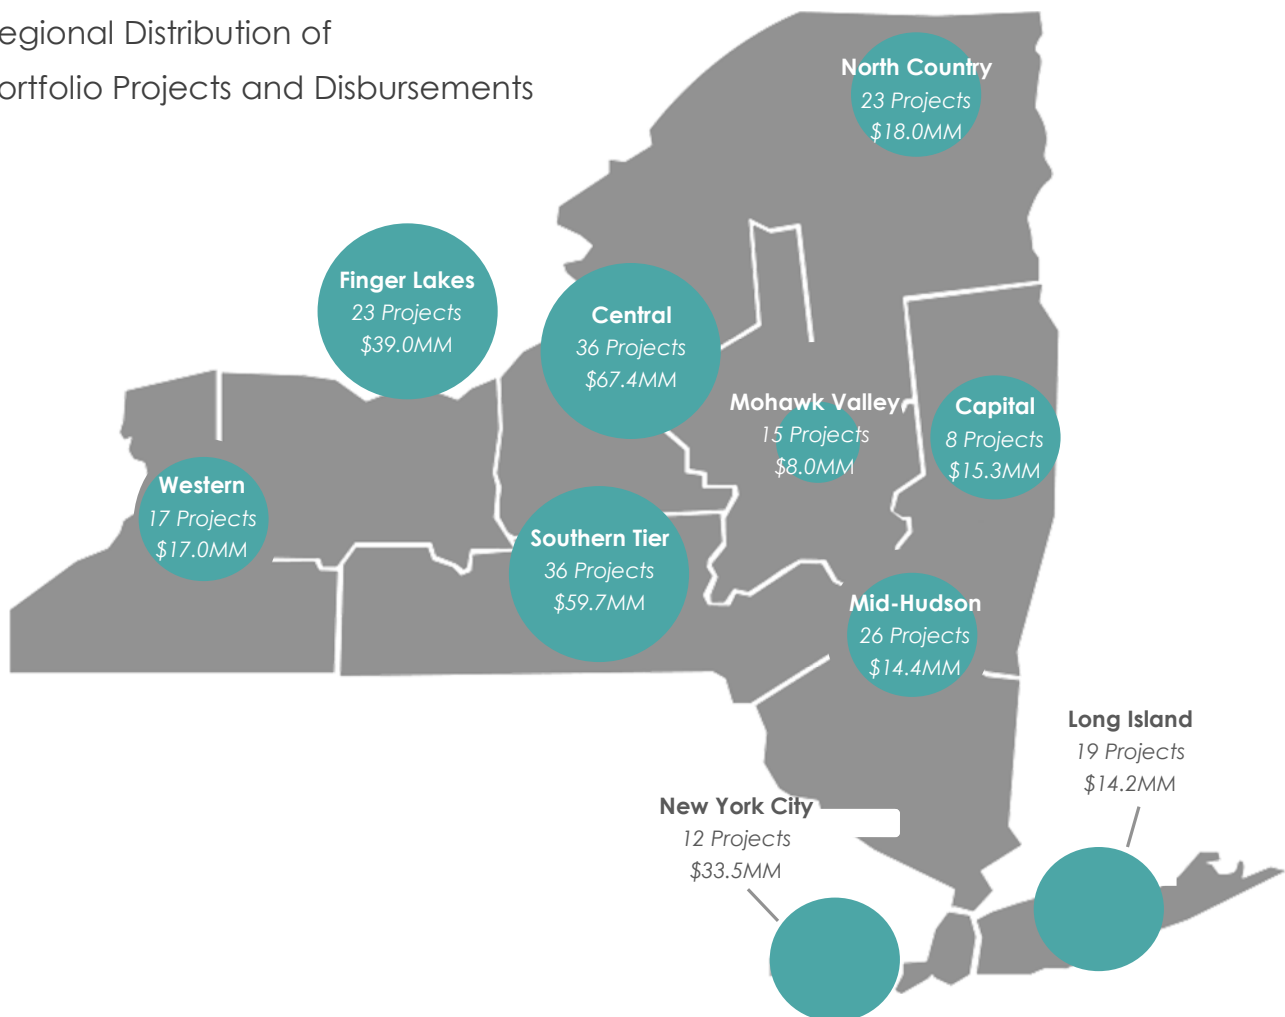 egional Distribution of
ortfolio Projects and Disbursements
North Country
23 Projects
$18.0MM
Finger Lakes
23 Projects
$39.0MM
Central
36 Projects
$67.4MM
Mohawk Valley
15 Projects
$8.0MM
Capital
8 Projects
$15.3MM
Western
17 Projects
$17.0MM
Southern Tier
36 Projects
$59.7MM
Mid-Hudson
26 Projects
$14.4MM
Long Island
19 Projects
$14.2MM
New York City
12 Projects
$33.5MM